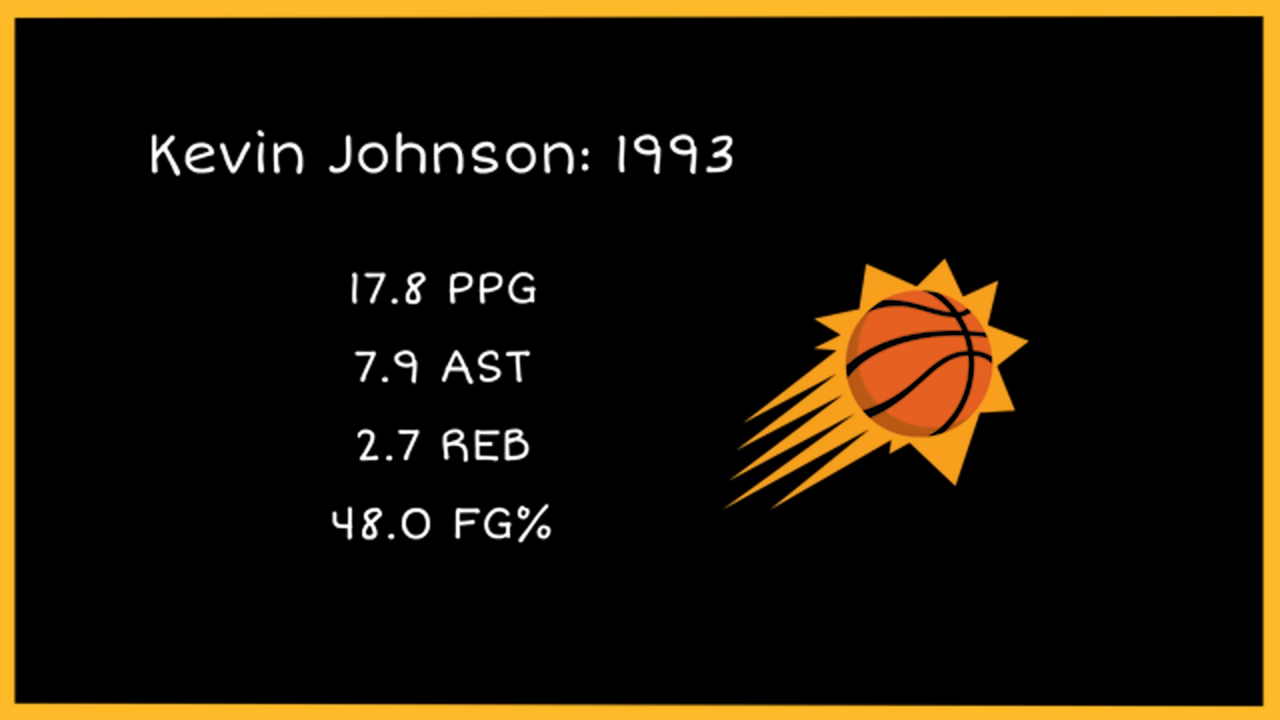 Kevin Johnson: 1993
17.8 PPG
7.9 AST
2.7 REB
48.0 FG%